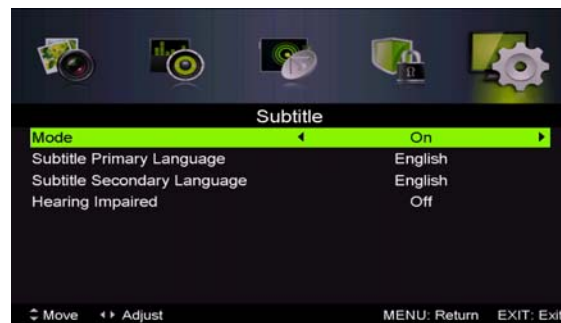 Subtitle
Mode On
Subtitle Primary Language English
Subtitle Secondary Language English
Hearing Impaired Off
Move Adjust MENU: Return EXIT: Exit